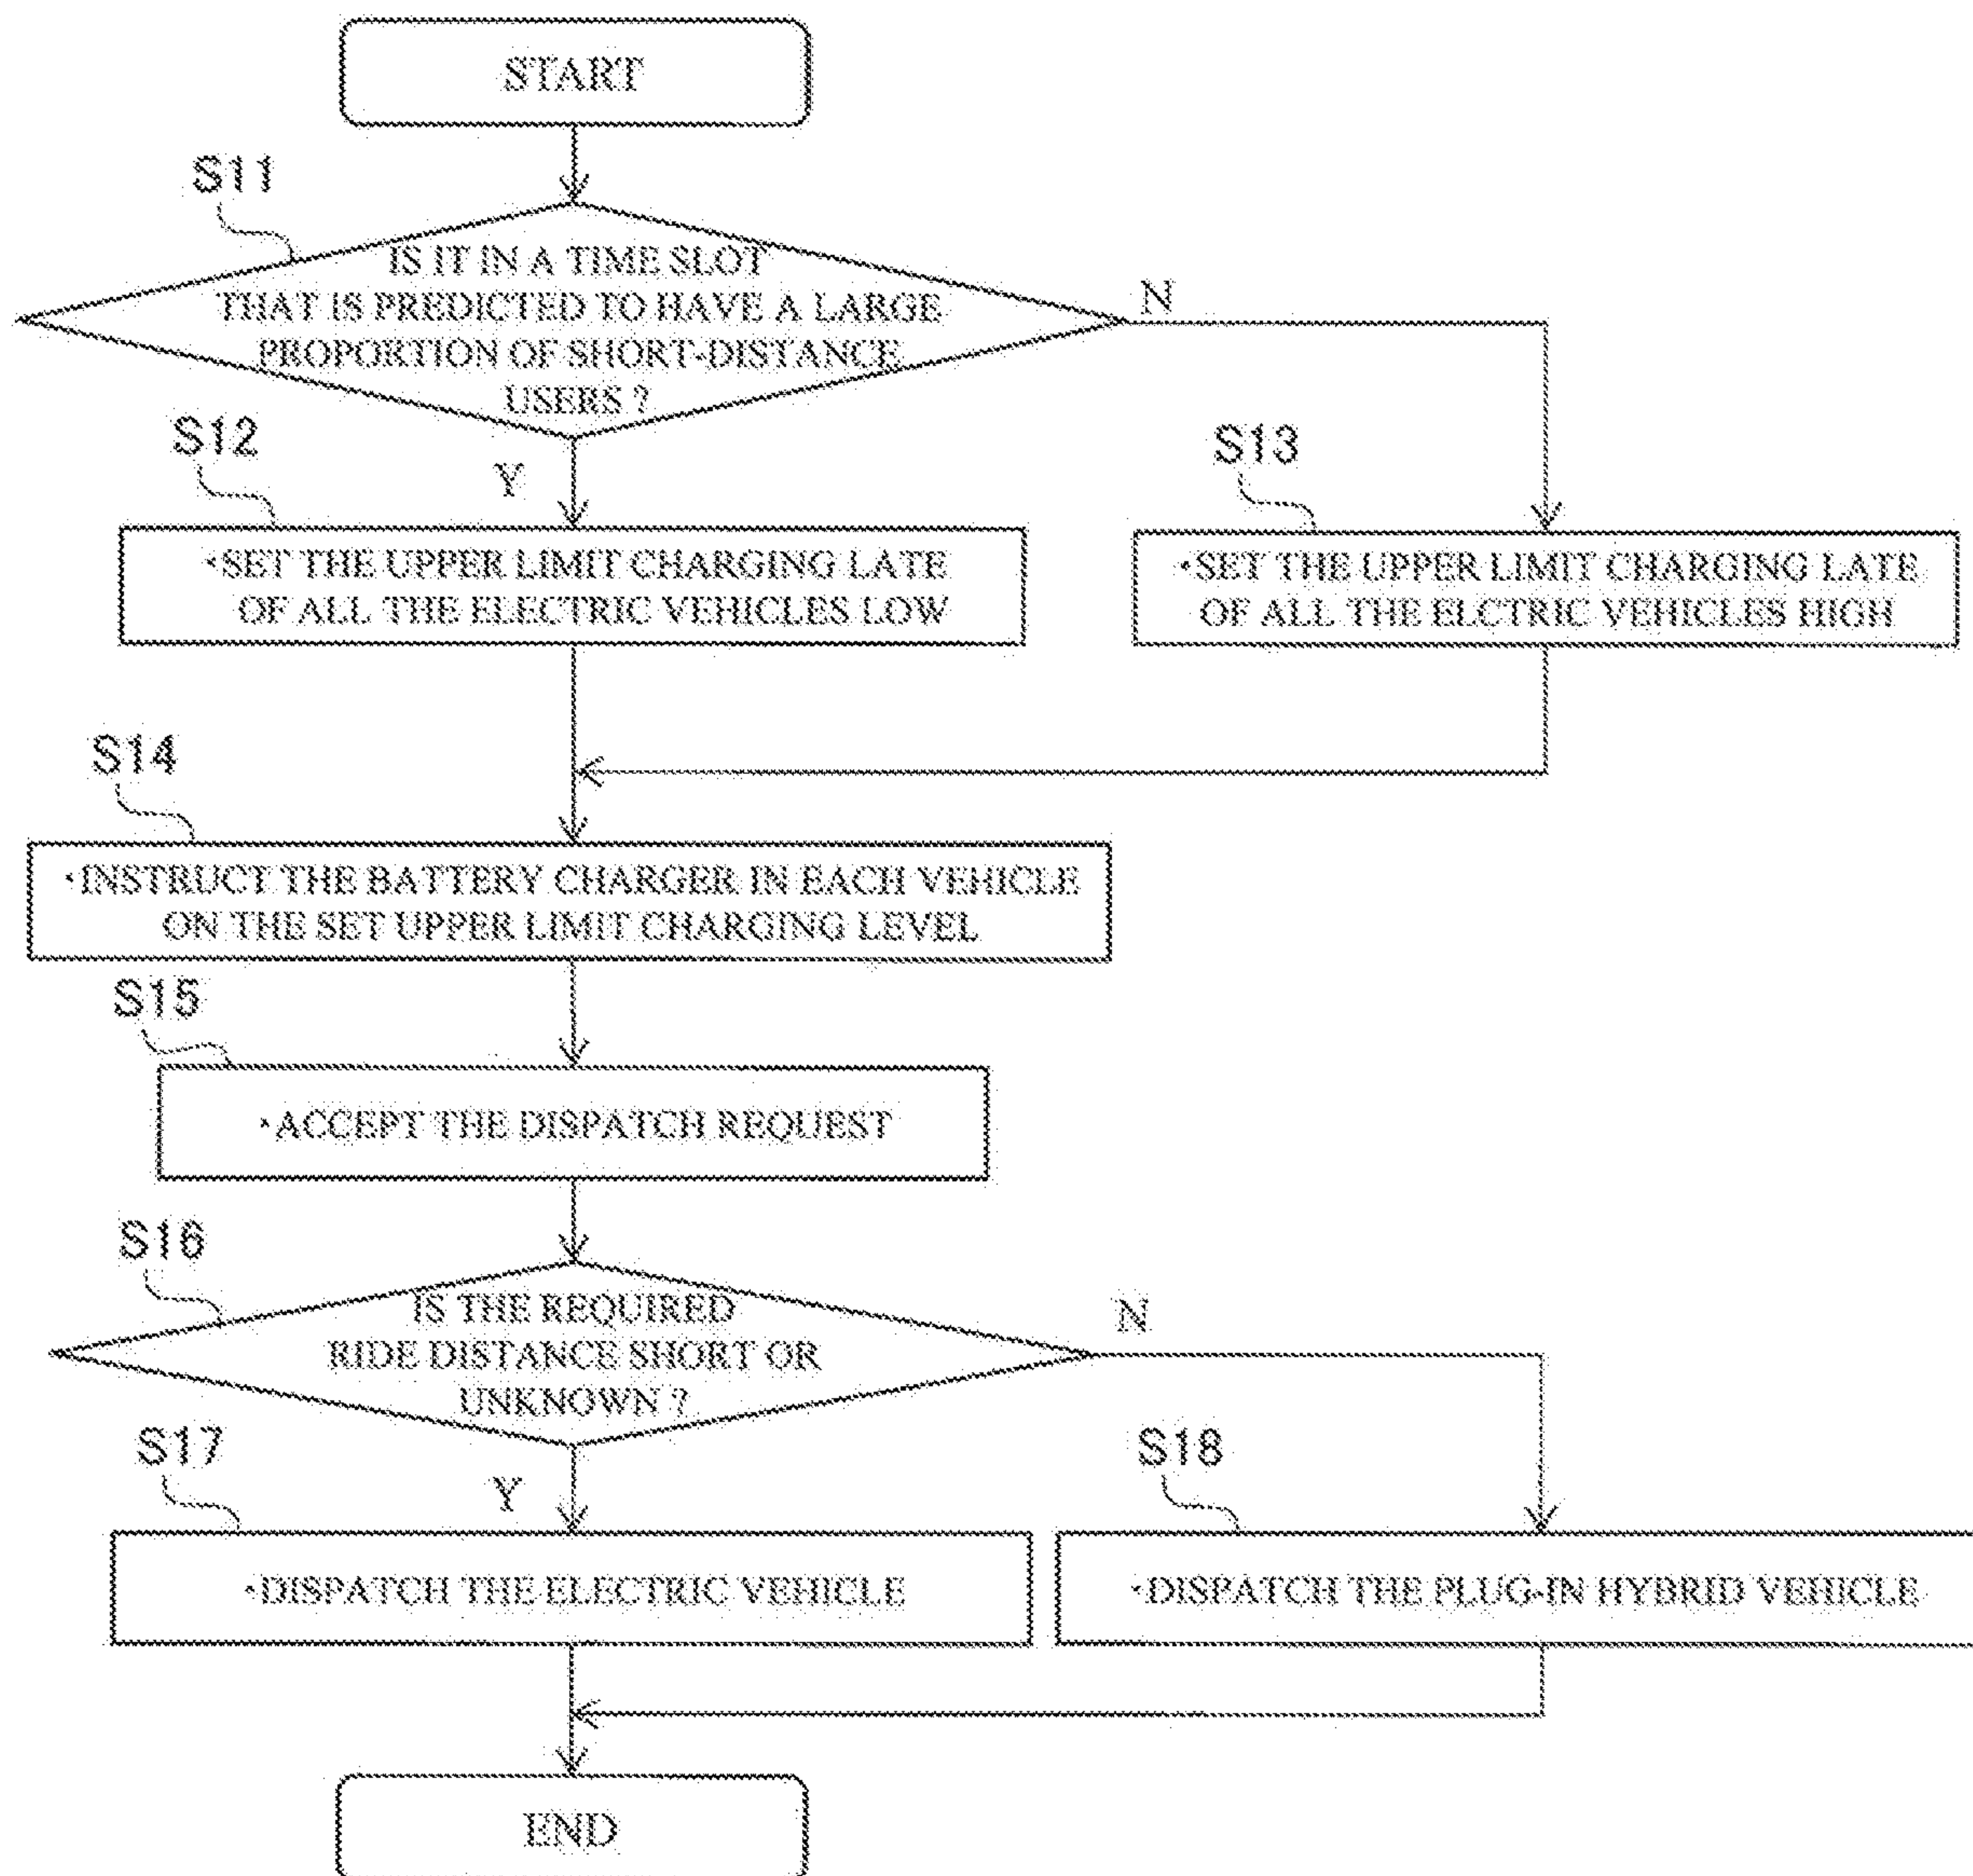 START
S11
IS IT IN A TIME SLOT
THAT IS PREDICTED TO HAVE A LARGE
PROPORTION OF SHORT-DISTANCE
USERS ?
N
S12
Y
S13
・SET THE UPPER LIMIT CHARGING LATE
OF ALL THE ELECTRIC VEHICLES LOW
・SET THE UPPER LIMIT CHARGING LATE
OF ALL THE ELCTRIC VEHICLES HIGH
S14
・INSTRUCT THE BATTERY CHARGER IN EACH VEHICLE
ON THE SET UPPER LIMIT CHARGING LEVEL
S15
・ACCEPT THE DISPATCH REQUEST
S16
IS THE REQUIRED
RIDE DISTANCE SHORT OR
UNKNOWN ?
N
S17
Y
S18
・DISPATCH THE ELECTRIC VEHICLE
・DISPATCH THE PLUG-IN HYBRID VEHICLE
END